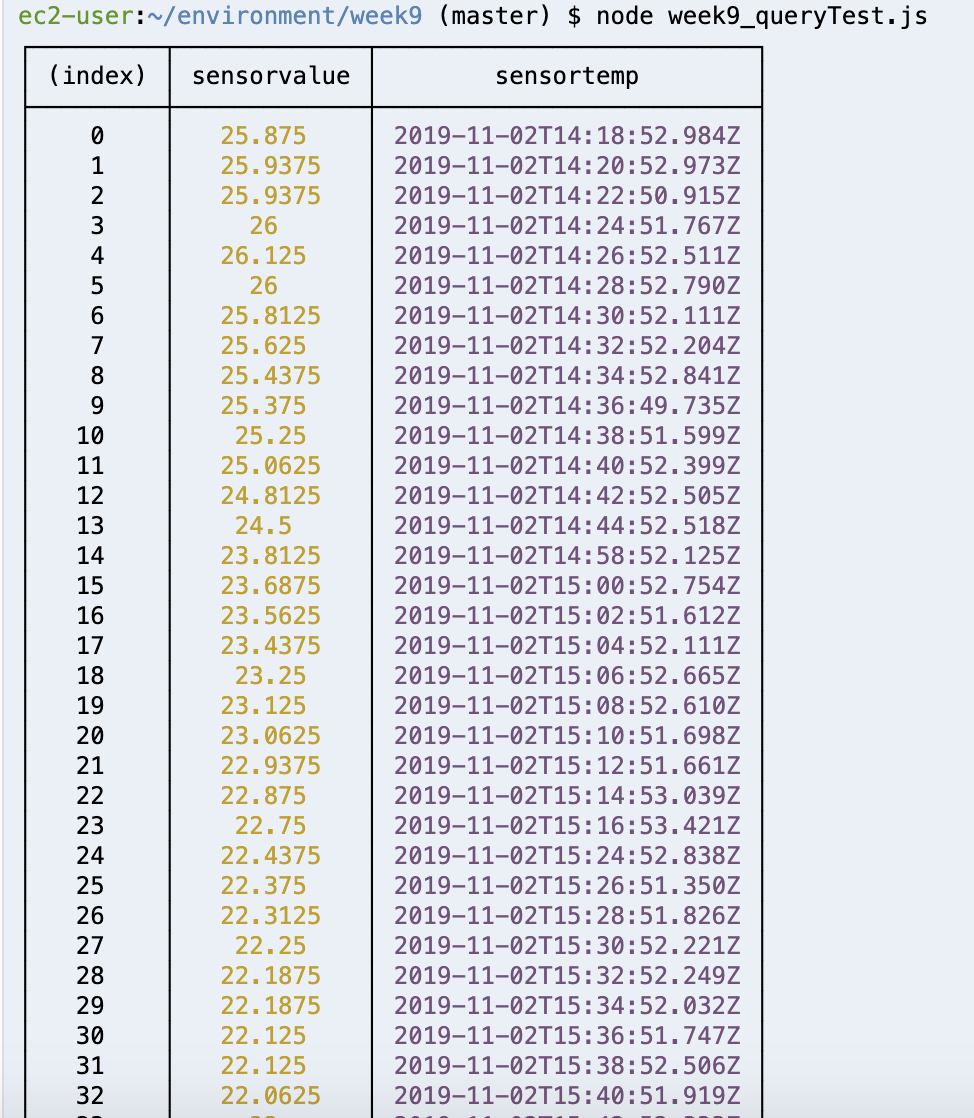 ec2-user:~/environment/week9 (master) $ node week9_queryTest.js
(index) sensorvalue sensortemp
0 25.875 2019-11-02T14:18:52.984Z
1 25.9375 2019-11-02T14:20:52.973Z
2 25.9375 2019-11-02T14:22:50.915Z
3 26 2019-11-02T14:24:51.767Z
4 26.125 2019-11-02T14:26:52.511Z
5 26 2019-11-02T14:28:52.790Z
6 25.8125 2019-11-02T14:30:52.111Z
7 25.625 2019-11-02T14:32:52.204Z
8 25.4375 2019-11-02T14:34:52.841Z
9 25.375 2019-11-02T14:36:49.735Z
10 25.25 2019-11-02T14:38:51.599Z
11 25.0625 2019-11-02T14:40:52.399Z
12 24.8125 2019-11-02T14:42:52.505Z
13 24.5 2019-11-02T14:44:52.518Z
14 23.8125 2019-11-02T14:58:52.125Z
15 23.6875 2019-11-02T15:00:52.754Z
16 23.5625 2019-11-02T15:02:51.612Z
17 23.4375 2019-11-02T15:04:52.111Z
18 23.25 2019-11-02T15:06:52.665Z
19 23.125 2019-11-02T15:08:52.610Z
20 23.0625 2019-11-02T15:10:51.698Z
21 22.9375 2019-11-02T15:12:51.661Z
22 22.875 2019-11-02T15:14:53.039Z
23 22.75 2019-11-02T15:16:53.421Z
24 22.4375 2019-11-02T15:24:52.838Z
25 22.375 2019-11-02T15:26:51.350Z
26 22.3125 2019-11-02T15:28:51.826Z
27 22.25 2019-11-02T15:30:52.221Z
28 22.1875 2019-11-02T15:32:52.249Z
29 22.1875 2019-11-02T15:34:52.032Z
30 22.125 2019-11-02T15:36:51.747Z
31 22.125 2019-11-02T15:38:52.506Z
32 22.0625 2019-11-02T15:40:51.919Z